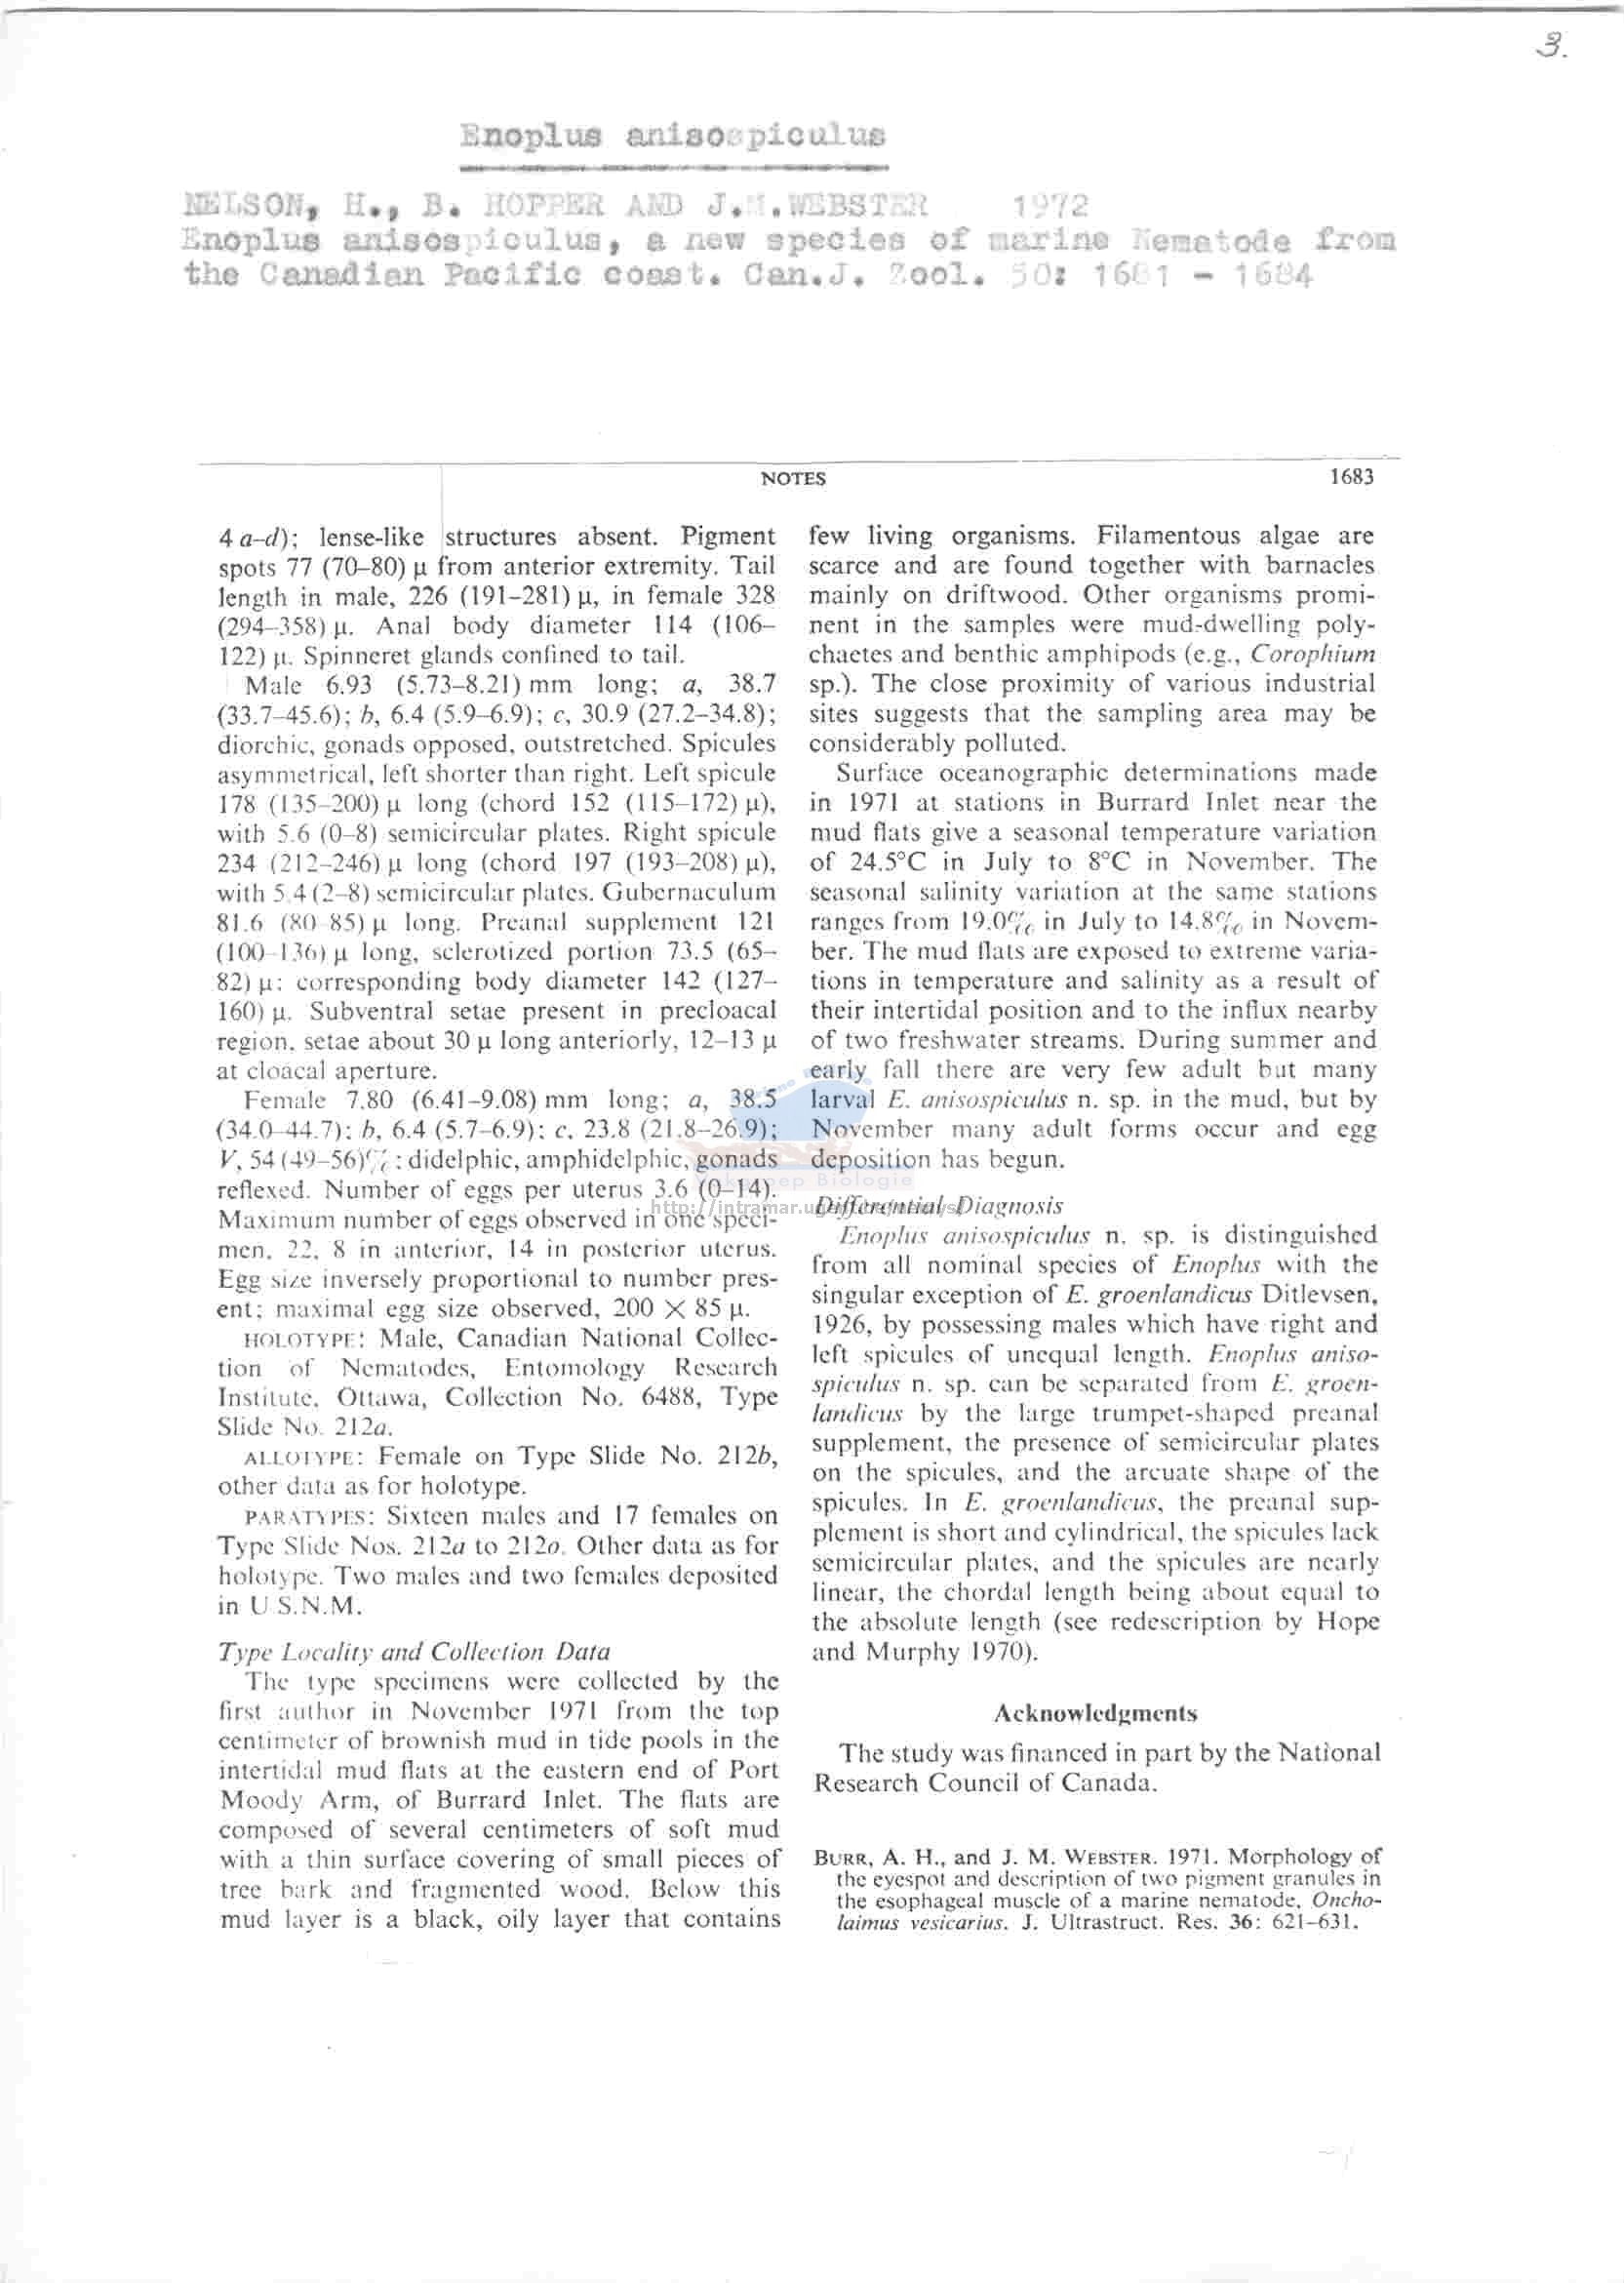 3.
Enoplus anisospiculus
NELSON, H., B. HOPPER AND J.M.WEBSTER 1972
Enoplus anisospiculus, a new species of marine Nematode from
the Canadian Pacific coast. Can.J. Zool. 50: 1681 - 1684
NOTES
1683
4 a–d); lense-like structures absent. Pigment
spots 77 (70–80) µ from anterior extremity. Tail
length in male, 226 (191–281) µ, in female 328
(294–358) µ. Anal body diameter 114 (106–
122) µ. Spinneret glands confined to tail.
Male 6.93 (5.73–8.21) mm long; a, 38.7
(33.7–45.6); b, 6.4 (5.9–6.9); c, 30.9 (27.2–34.8);
diorchic, gonads opposed, outstretched. Spicules
asymmetrical, left shorter than right. Left spicule
178 (135–200) µ long (chord 152 (115–172) µ),
with 5.6 (0–8) semicircular plates. Right spicule
234 (212–246) µ long (chord 197 (193–208) µ),
with 5.4 (2–8) semicircular plates. Gubernaculum
81.6 (80–85) µ long. Preanal supplement 121
(100–136) µ long, sclerotized portion 73.5 (65–
82) µ; corresponding body diameter 142 (127–
160) µ. Subventral setae present in precloacal
region, setae about 30 µ long anteriorly, 12–13 µ
at cloacal aperture.
Female 7.80 (6.41–9.08) mm long; a, 38.5
(34.0–44.7); b, 6.4 (5.7–6.9); c, 23.8 (21.8–26.9);
V, 54 (49–56)%; didelphic, amphidelphic, gonads
reflexed. Number of eggs per uterus 3.6 (0–14).
Maximum number of eggs observed in one speci-
men, 22, 8 in anterior, 14 in posterior uterus.
Egg size inversely proportional to number pres-
ent; maximal egg size observed, 200 × 85 µ.
HOLOTYPE: Male, Canadian National Collec-
tion of Nematodes, Entomology Research
Institute, Ottawa, Collection No. 6488, Type
Slide No. 212a.
ALLOTYPE: Female on Type Slide No. 212b,
other data as for holotype.
PARATYPES: Sixteen males and 17 females on
Type Slide Nos. 212a to 212o. Other data as for
holotype. Two males and two females deposited
in U.S.N.M.
Type Locality and Collection Data
The type specimens were collected by the
first author in November 1971 from the top
centimeter of brownish mud in tide pools in the
intertidal mud flats at the eastern end of Port
Moody Arm, of Burrard Inlet. The flats are
composed of several centimeters of soft mud
with a thin surface covering of small pieces of
tree bark and fragmented wood. Below this
mud layer is a black, oily layer that contains
few living organisms. Filamentous algae are
scarce and are found together with barnacles
mainly on driftwood. Other organisms promi-
nent in the samples were mud-dwelling poly-
chaetes and benthic amphipods (e.g., Corophium
sp.). The close proximity of various industrial
sites suggests that the sampling area may be
considerably polluted.
Surface oceanographic determinations made
in 1971 at stations in Burrard Inlet near the
mud flats give a seasonal temperature variation
of 24.5°C in July to 8°C in November. The
seasonal salinity variation at the same stations
ranges from 19.0‰ in July to 14.8‰ in Novem-
ber. The mud flats are exposed to extreme varia-
tions in temperature and salinity as a result of
their intertidal position and to the influx nearby
of two freshwater streams. During summer and
early fall there are very few adult but many
larval E. anisospiculus n. sp. in the mud, but by
November many adult forms occur and egg
deposition has begun.
Differential Diagnosis
Enoplus anisospiculus n. sp. is distinguished
from all nominal species of Enoplus with the
singular exception of E. groenlandicus Ditlevsen,
1926, by possessing males which have right and
left spicules of unequal length. Enoplus aniso-
spiculus n. sp. can be separated from E. groen-
landicus by the large trumpet-shaped preanal
supplement, the presence of semicircular plates
on the spicules, and the arcuate shape of the
spicules. In E. groenlandicus, the preanal sup-
plement is short and cylindrical, the spicules lack
semicircular plates, and the spicules are nearly
linear, the chordal length being about equal to
the absolute length (see redescription by Hope
and Murphy 1970).
Acknowledgments
The study was financed in part by the National
Research Council of Canada.
BURR, A. H., and J. M. WEBSTER. 1971. Morphology of
the eyespot and description of two pigment granules in
the esophageal muscle of a marine nematode, Oncho-
laimus vesicarius. J. Ultrastruct. Res. 36: 621–631.
Biologie